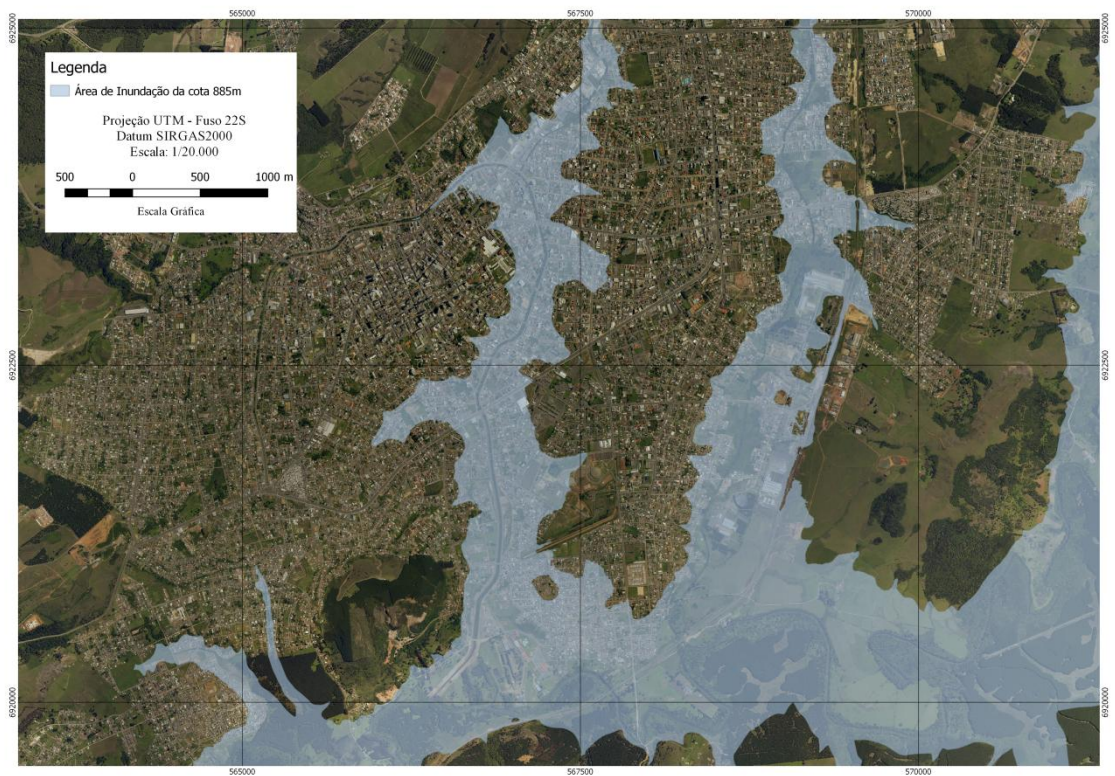 565000
567500
570000
6925000
6925000
Legenda
Área de Inundação da cota 885m
Projeção UTM - Fuso 22S
Datum SIRGAS2000
Escala: 1/20.000
500
0
500
1000 m
Escala Gráfica
6922500
6922500
6920000
6920000
565000
567500
570000